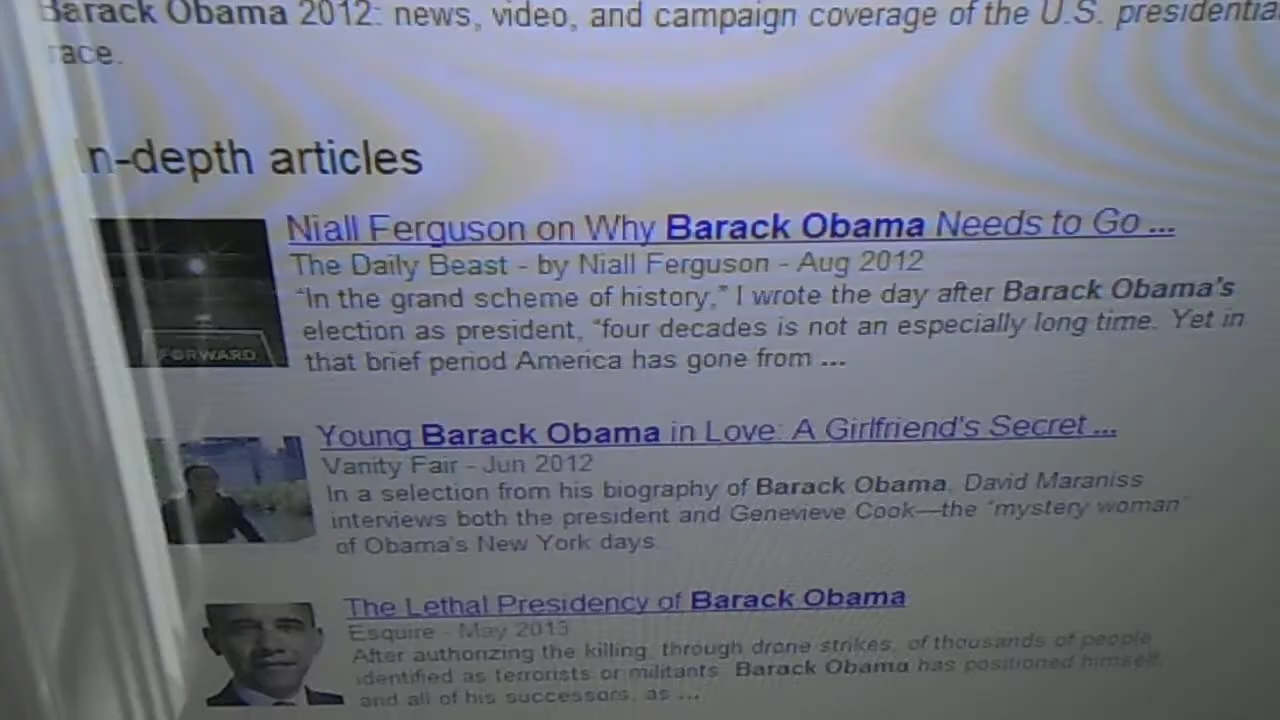 Barack Obama 2012: news, video, and campaign coverage of the U.S. presidential
race.
In-depth articles
Niall Ferguson on Why Barack Obama Needs to Go ...
The Daily Beast - by Niall Ferguson - Aug 2012
"In the grand scheme of history," I wrote the day after Barack Obama's
election as president, "four decades is not an especially long time. Yet in
that brief period America has gone from ...
FORWARD
Young Barack Obama in Love: A Girlfriend's Secret ...
Vanity Fair - Jun 2012
In a selection from his biography of Barack Obama, David Maraniss
interviews both the president and Genevieve Cook—the "mystery woman"
of Obama's New York days.
The Lethal Presidency of Barack Obama
Esquire - May 2013
After authorizing the killing, through drone strikes, of thousands of people
identified as terrorists or militants, Barack Obama has positioned himself,
and all of his successors, as ...